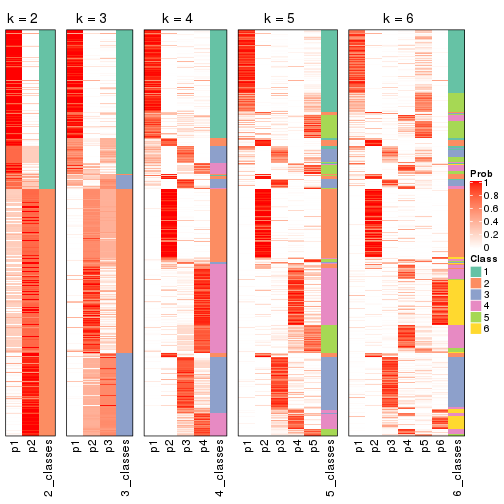 k = 2
k = 3
k = 4
k = 5
k = 6
p1
p2
2_classes
p1
p2
p3
3_classes
p1
p2
p3
p4
4_classes
p1
p2
p3
p4
p5
5_classes
p1
p2
p3
p4
p5
p6
6_classes
Prob
1
0.8
0.6
0.4
0.2
0
Class
1
2
3
4
5
6